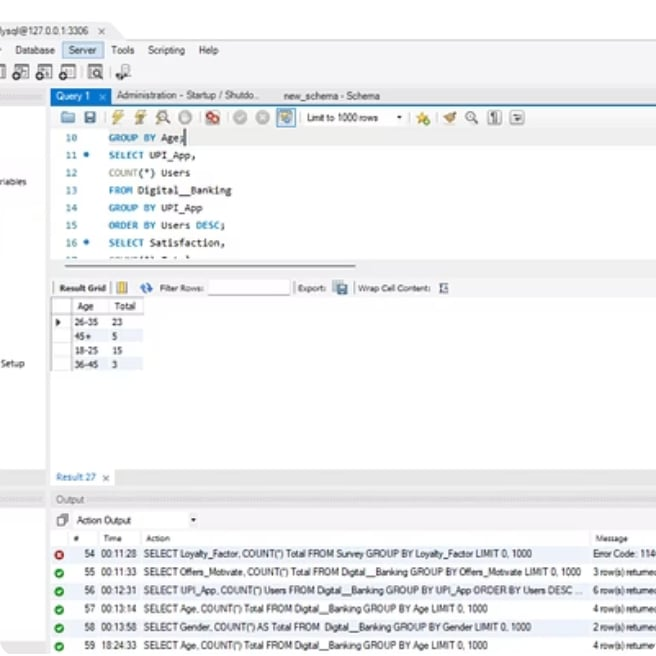 ysql@127.0.0.1:3306 ×
Database Server Tools Scripting Help
Query 1 × Administration - Startup / Shutdo... new_schema - Schema
Limit to 1000 rows
10 GROUP BY Age;
11 SELECT UPI_App,
12 COUNT(*) Users
13 FROM Digital__Banking
14 GROUP BY UPI_App
15 ORDER BY Users DESC;
16 SELECT Satisfaction,
riables
Result Grid Filter Rows: Export: Wrap Cell Content:
Age Total
26-35 23
45+ 5
18-25 15
36-45 3
Setup
Result 27 ×
Output
Action Output
# Time Action Message
54 00:11:28 SELECT Loyalty_Factor, COUNT(*) Total FROM Survey GROUP BY Loyalty_Factor LIMIT 0, 1000 Error Code: 114
55 00:11:33 SELECT Offers_Motivate, COUNT(*) Total FROM Digital__Banking GROUP BY Offers_Motivate LIMIT 0, 1000 3 row(s) returne
56 00:12:31 SELECT UPI_App, COUNT(*) Users FROM Digital__Banking GROUP BY UPI_App ORDER BY Users DESC ... 6 row(s) returne
57 00:13:14 SELECT Age, COUNT(*) Total FROM Digital__Banking GROUP BY Age LIMIT 0, 1000 4 row(s) returne
58 00:13:58 SELECT Gender, COUNT(*) AS Total FROM Digital__Banking GROUP BY Gender LIMIT 0, 1000 2 row(s) returne
59 18:24:33 SELECT Age, COUNT(*) Total FROM Digital__Banking GROUP BY Age LIMIT 0, 1000 4 row(s) returne